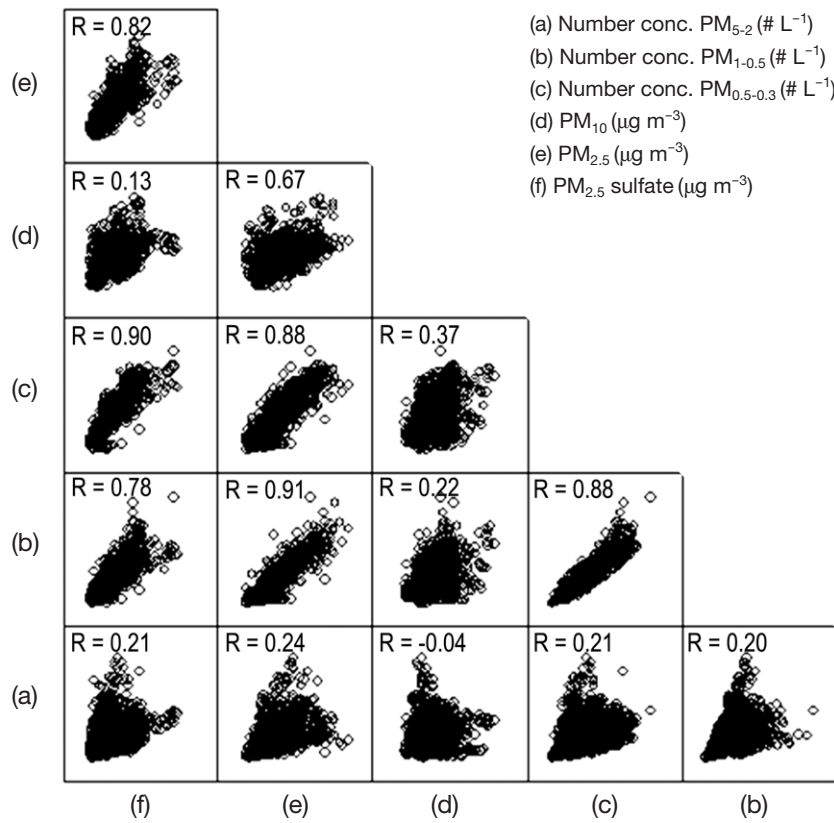 R = 0.82
(a) Number conc. PM₅₋₂ (# L⁻¹)
(b) Number conc. PM₁₋₀.₅ (# L⁻¹)
(c) Number conc. PM₀.₅₋₀.₃ (# L⁻¹)
(d) PM₁₀ (μg m⁻³)
(e) PM₂.₅ (μg m⁻³)
(f) PM₂.₅ sulfate (μg m⁻³)
(e)
R = 0.13 R = 0.67
(d)
R = 0.90 R = 0.88 R = 0.37
(c)
R = 0.78 R = 0.91 R = 0.22 R = 0.88
(b)
R = 0.21 R = 0.24 R = -0.04 R = 0.21 R = 0.20
(a)
(f) (e) (d) (c) (b)